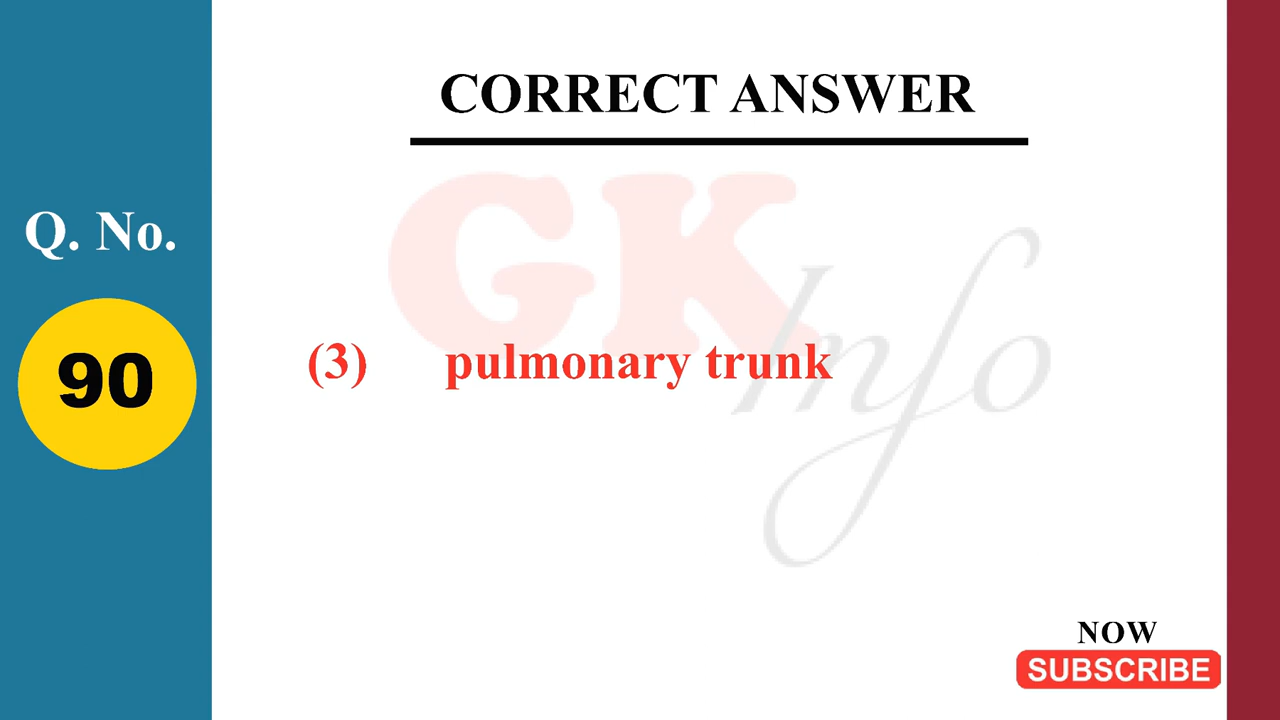 CORRECT ANSWER
Q. No.
90
GK
Info
(3) pulmonary trunk
NOW
SUBSCRIBE